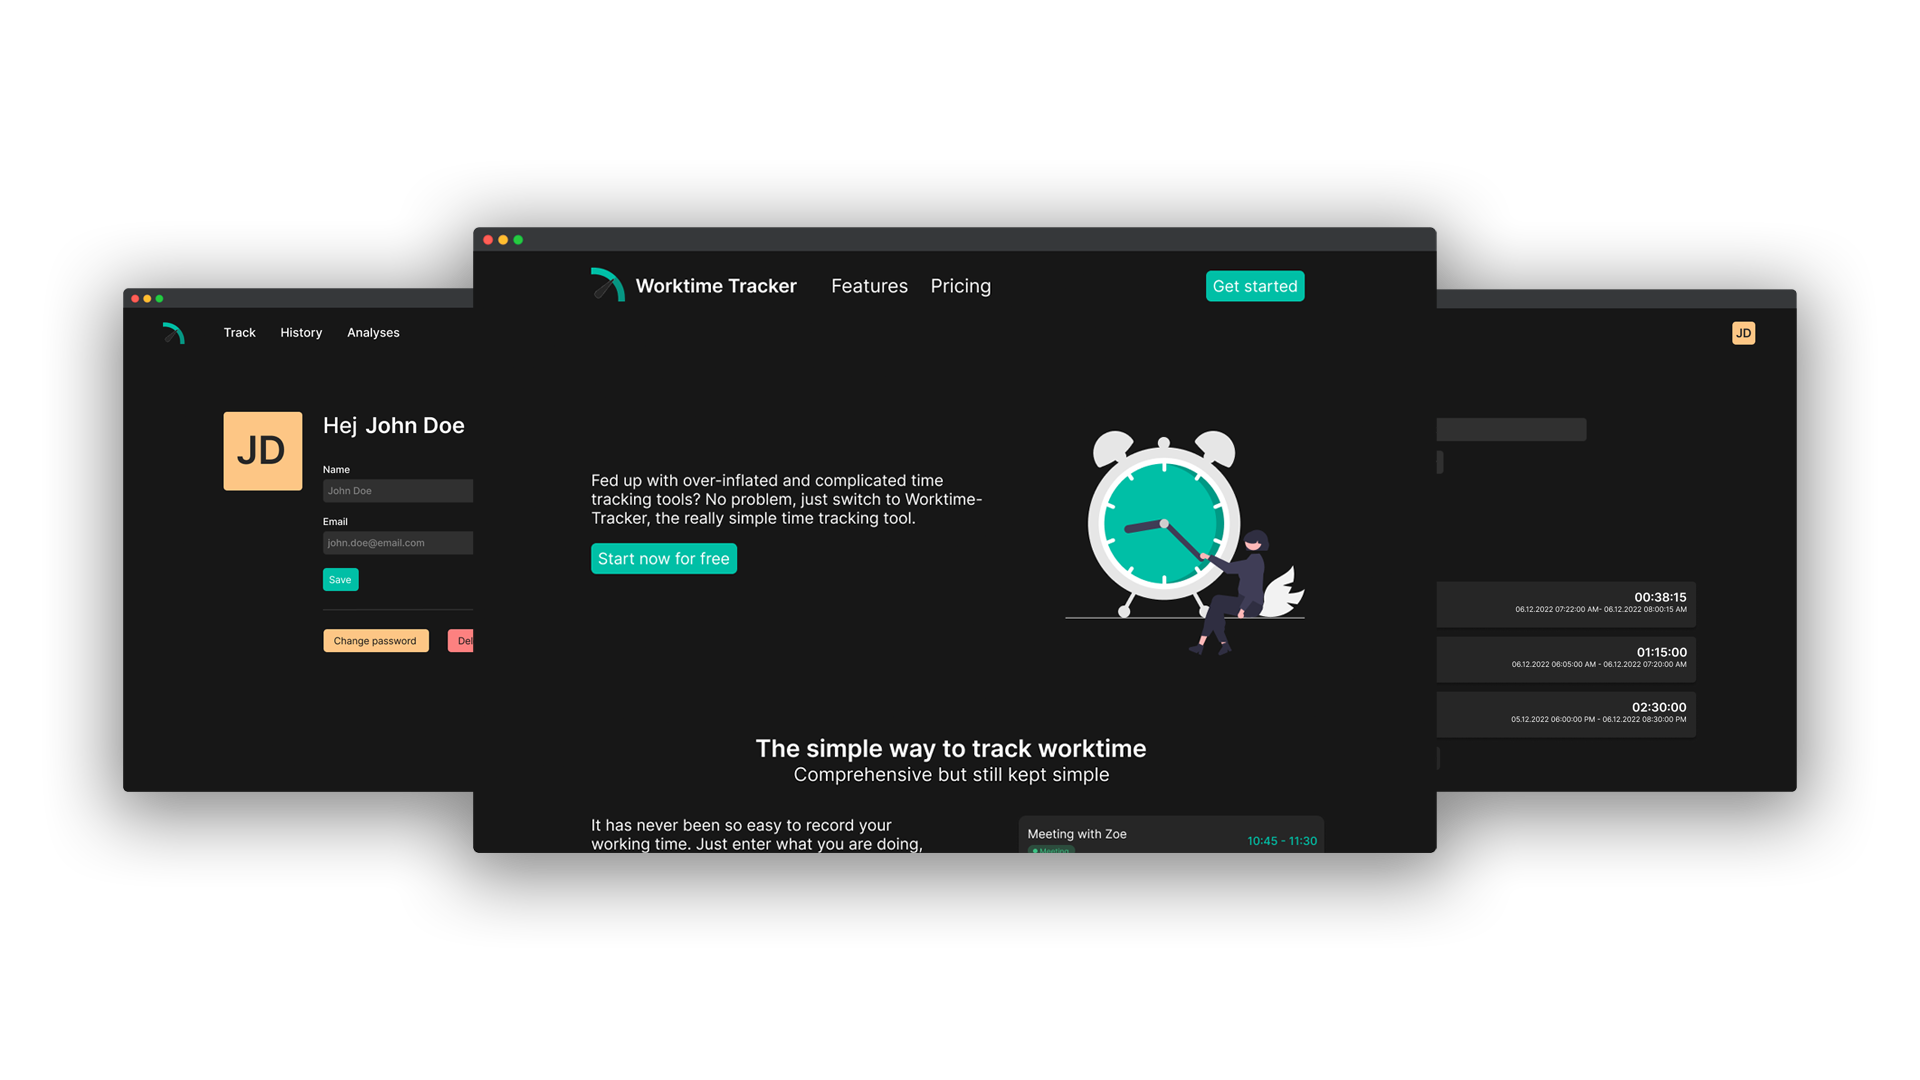 Worktime Tracker Features Pricing Get started
Fed up with over-inflated and complicated time
tracking tools? No problem, just switch to Worktime-
Tracker, the really simple time tracking tool.
Start now for free
The simple way to track worktime
Comprehensive but still kept simple
It has never been so easy to record your
working time. Just enter what you are doing,
Meeting with Zoe
10:45 - 11:30
Meeting
Track History Analyses
JD
Hej John Doe
Name
John Doe
Email
john.doe@email.com
Save
Change password
Del
JD
00:38:15
06.12.2022 07:22:00 AM- 06.12.2022 08:00:15 AM
01:15:00
06.12.2022 06:05:00 AM - 06.12.2022 07:20:00 AM
02:30:00
05.12.2022 06:00:00 PM - 06.12.2022 08:30:00 PM